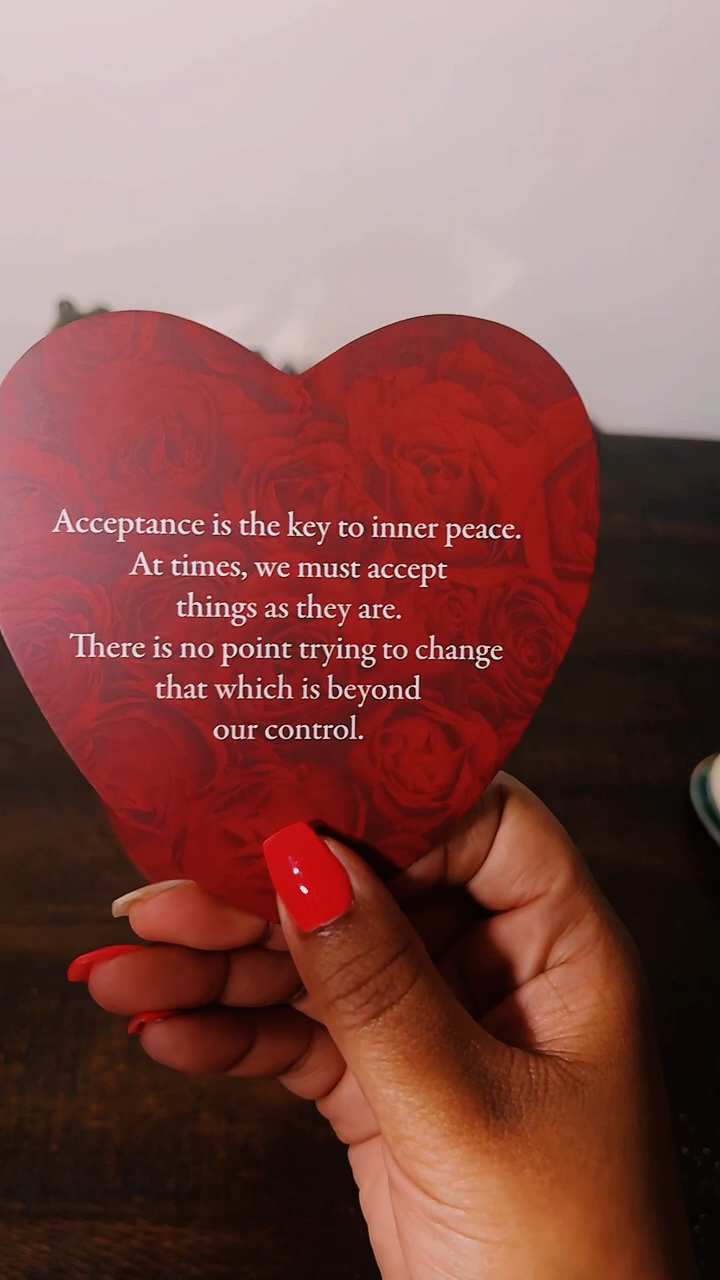 Acceptance is the key to inner peace.
At times, we must accept
things as they are.
There is no point trying to change
that which is beyond
our control.